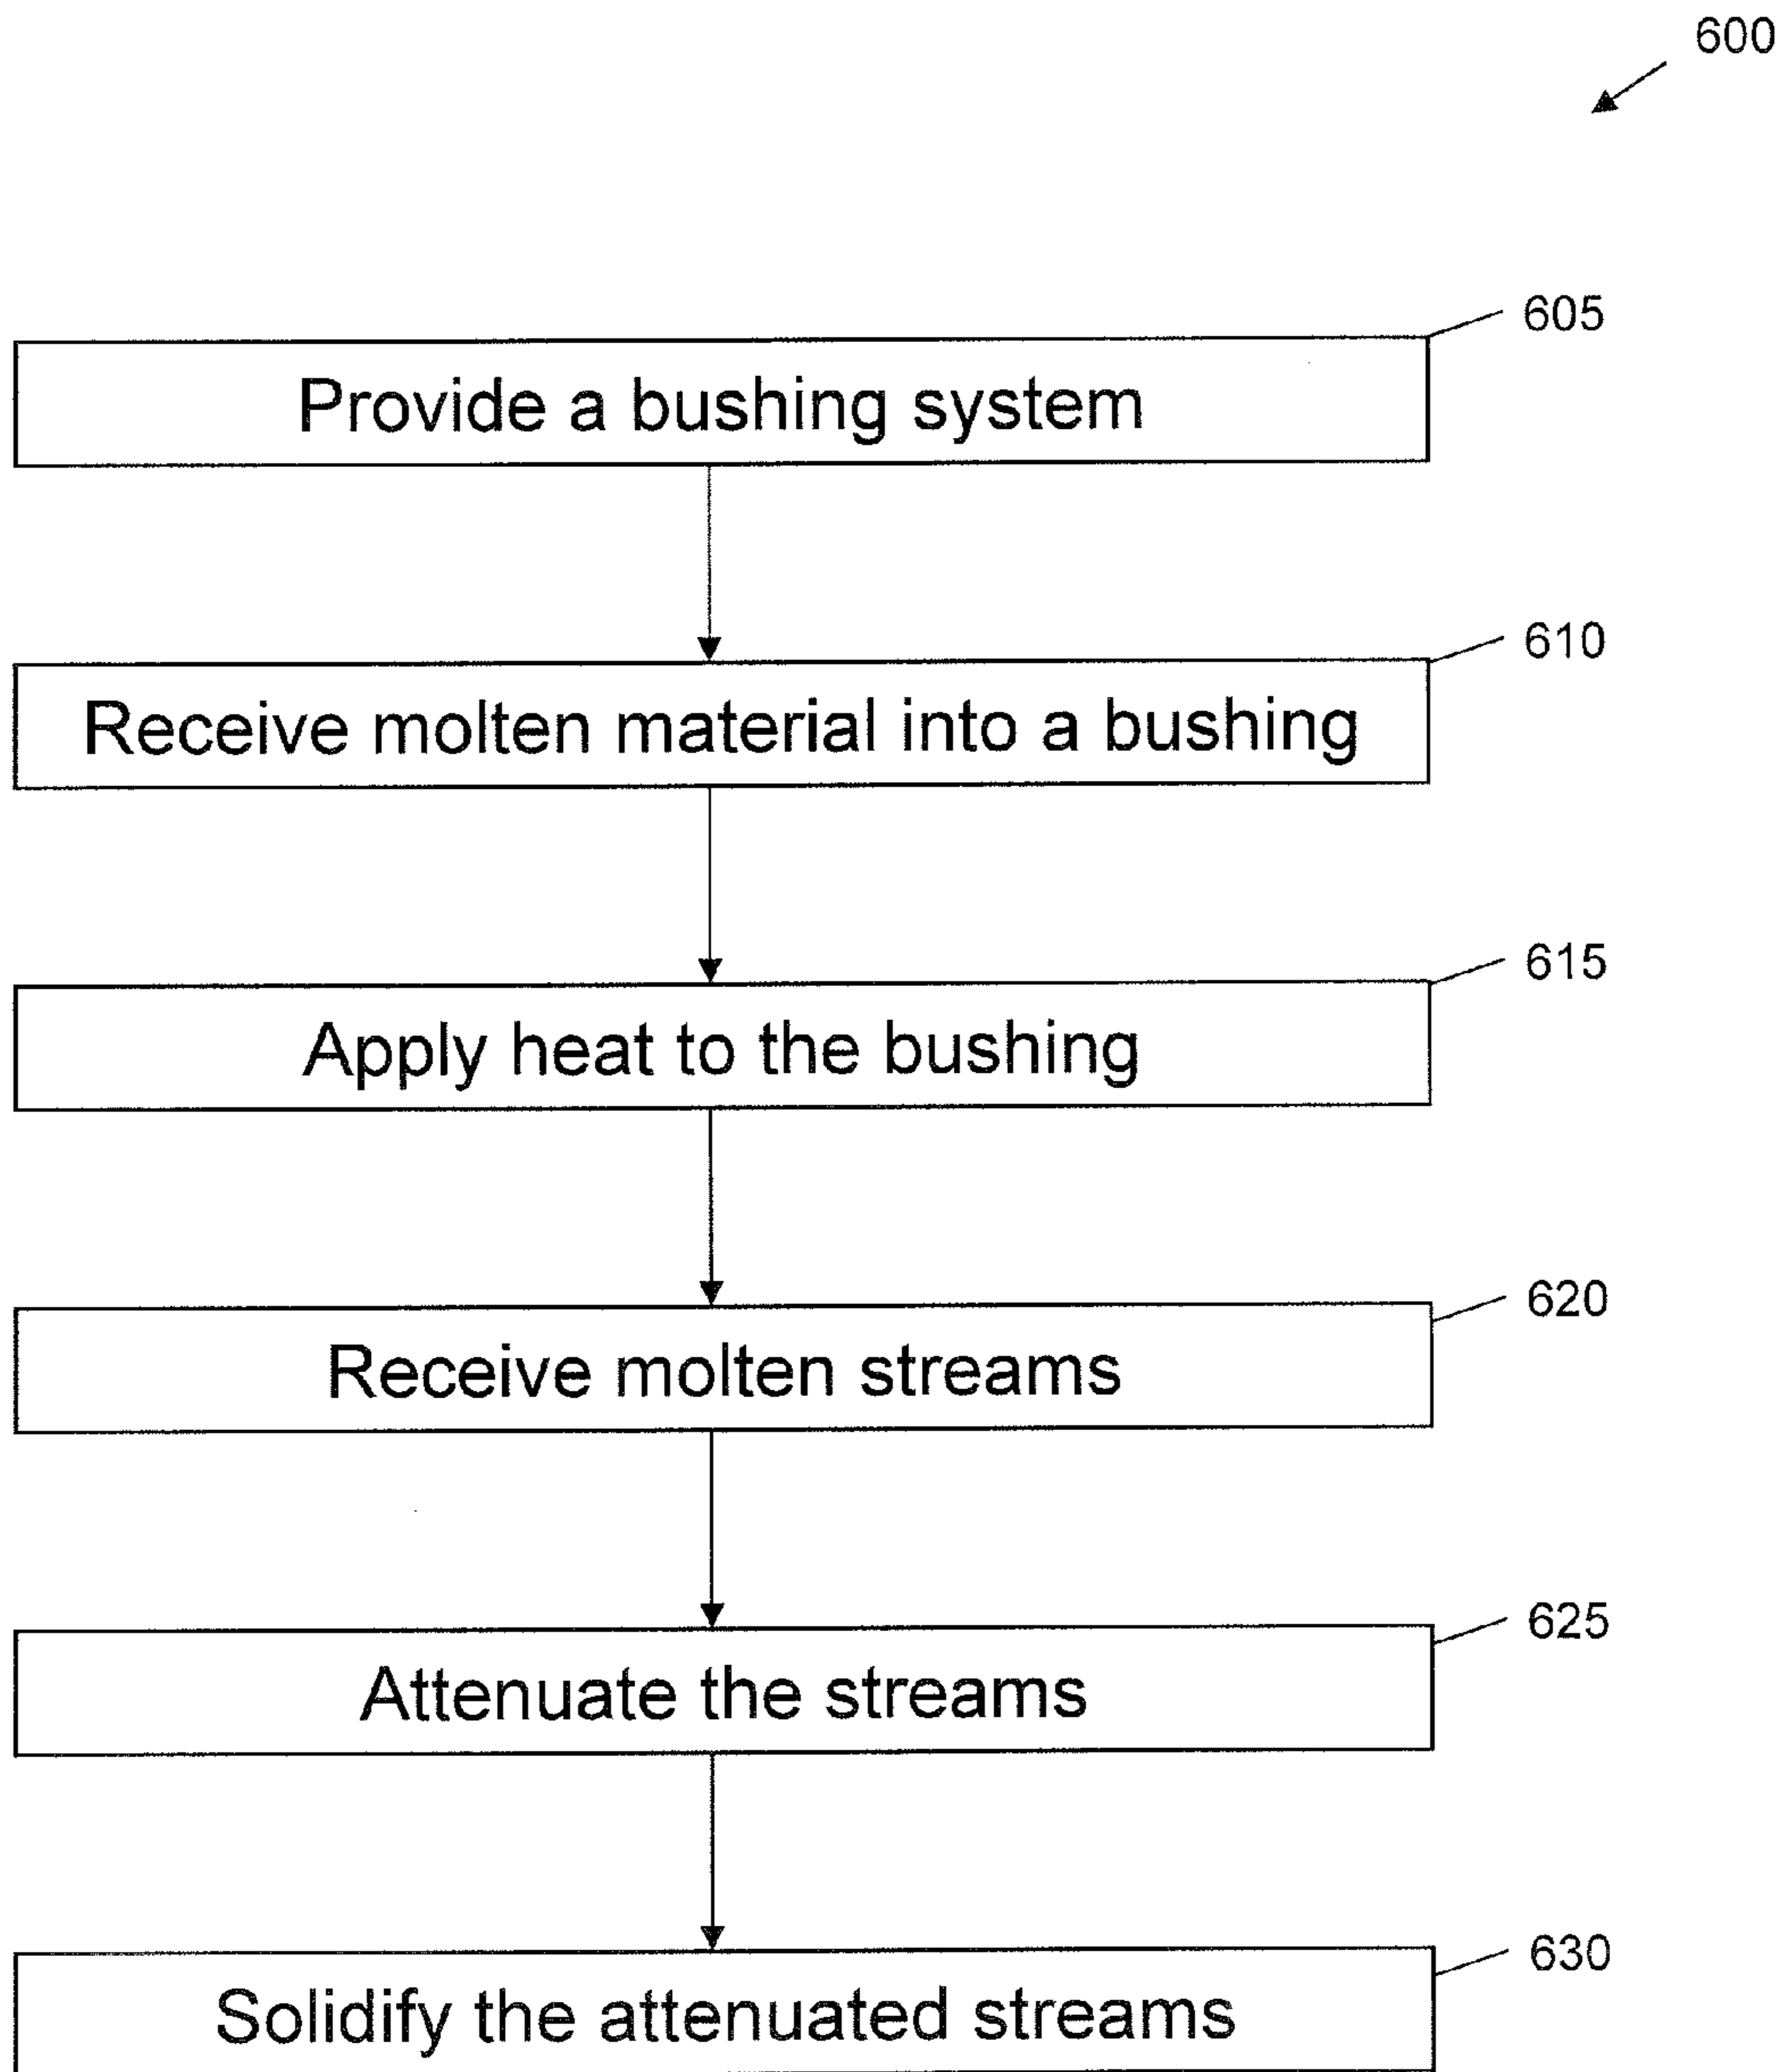 600
605
Provide a bushing system
610
Receive molten material into a bushing
615
Apply heat to the bushing
620
Receive molten streams
625
Attenuate the streams
630
Solidify the attenuated streams